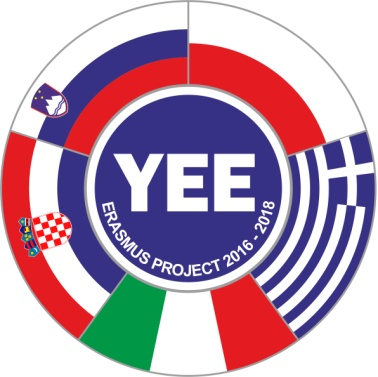 YEE
ERASMUS PROJECT 2016 - 2018